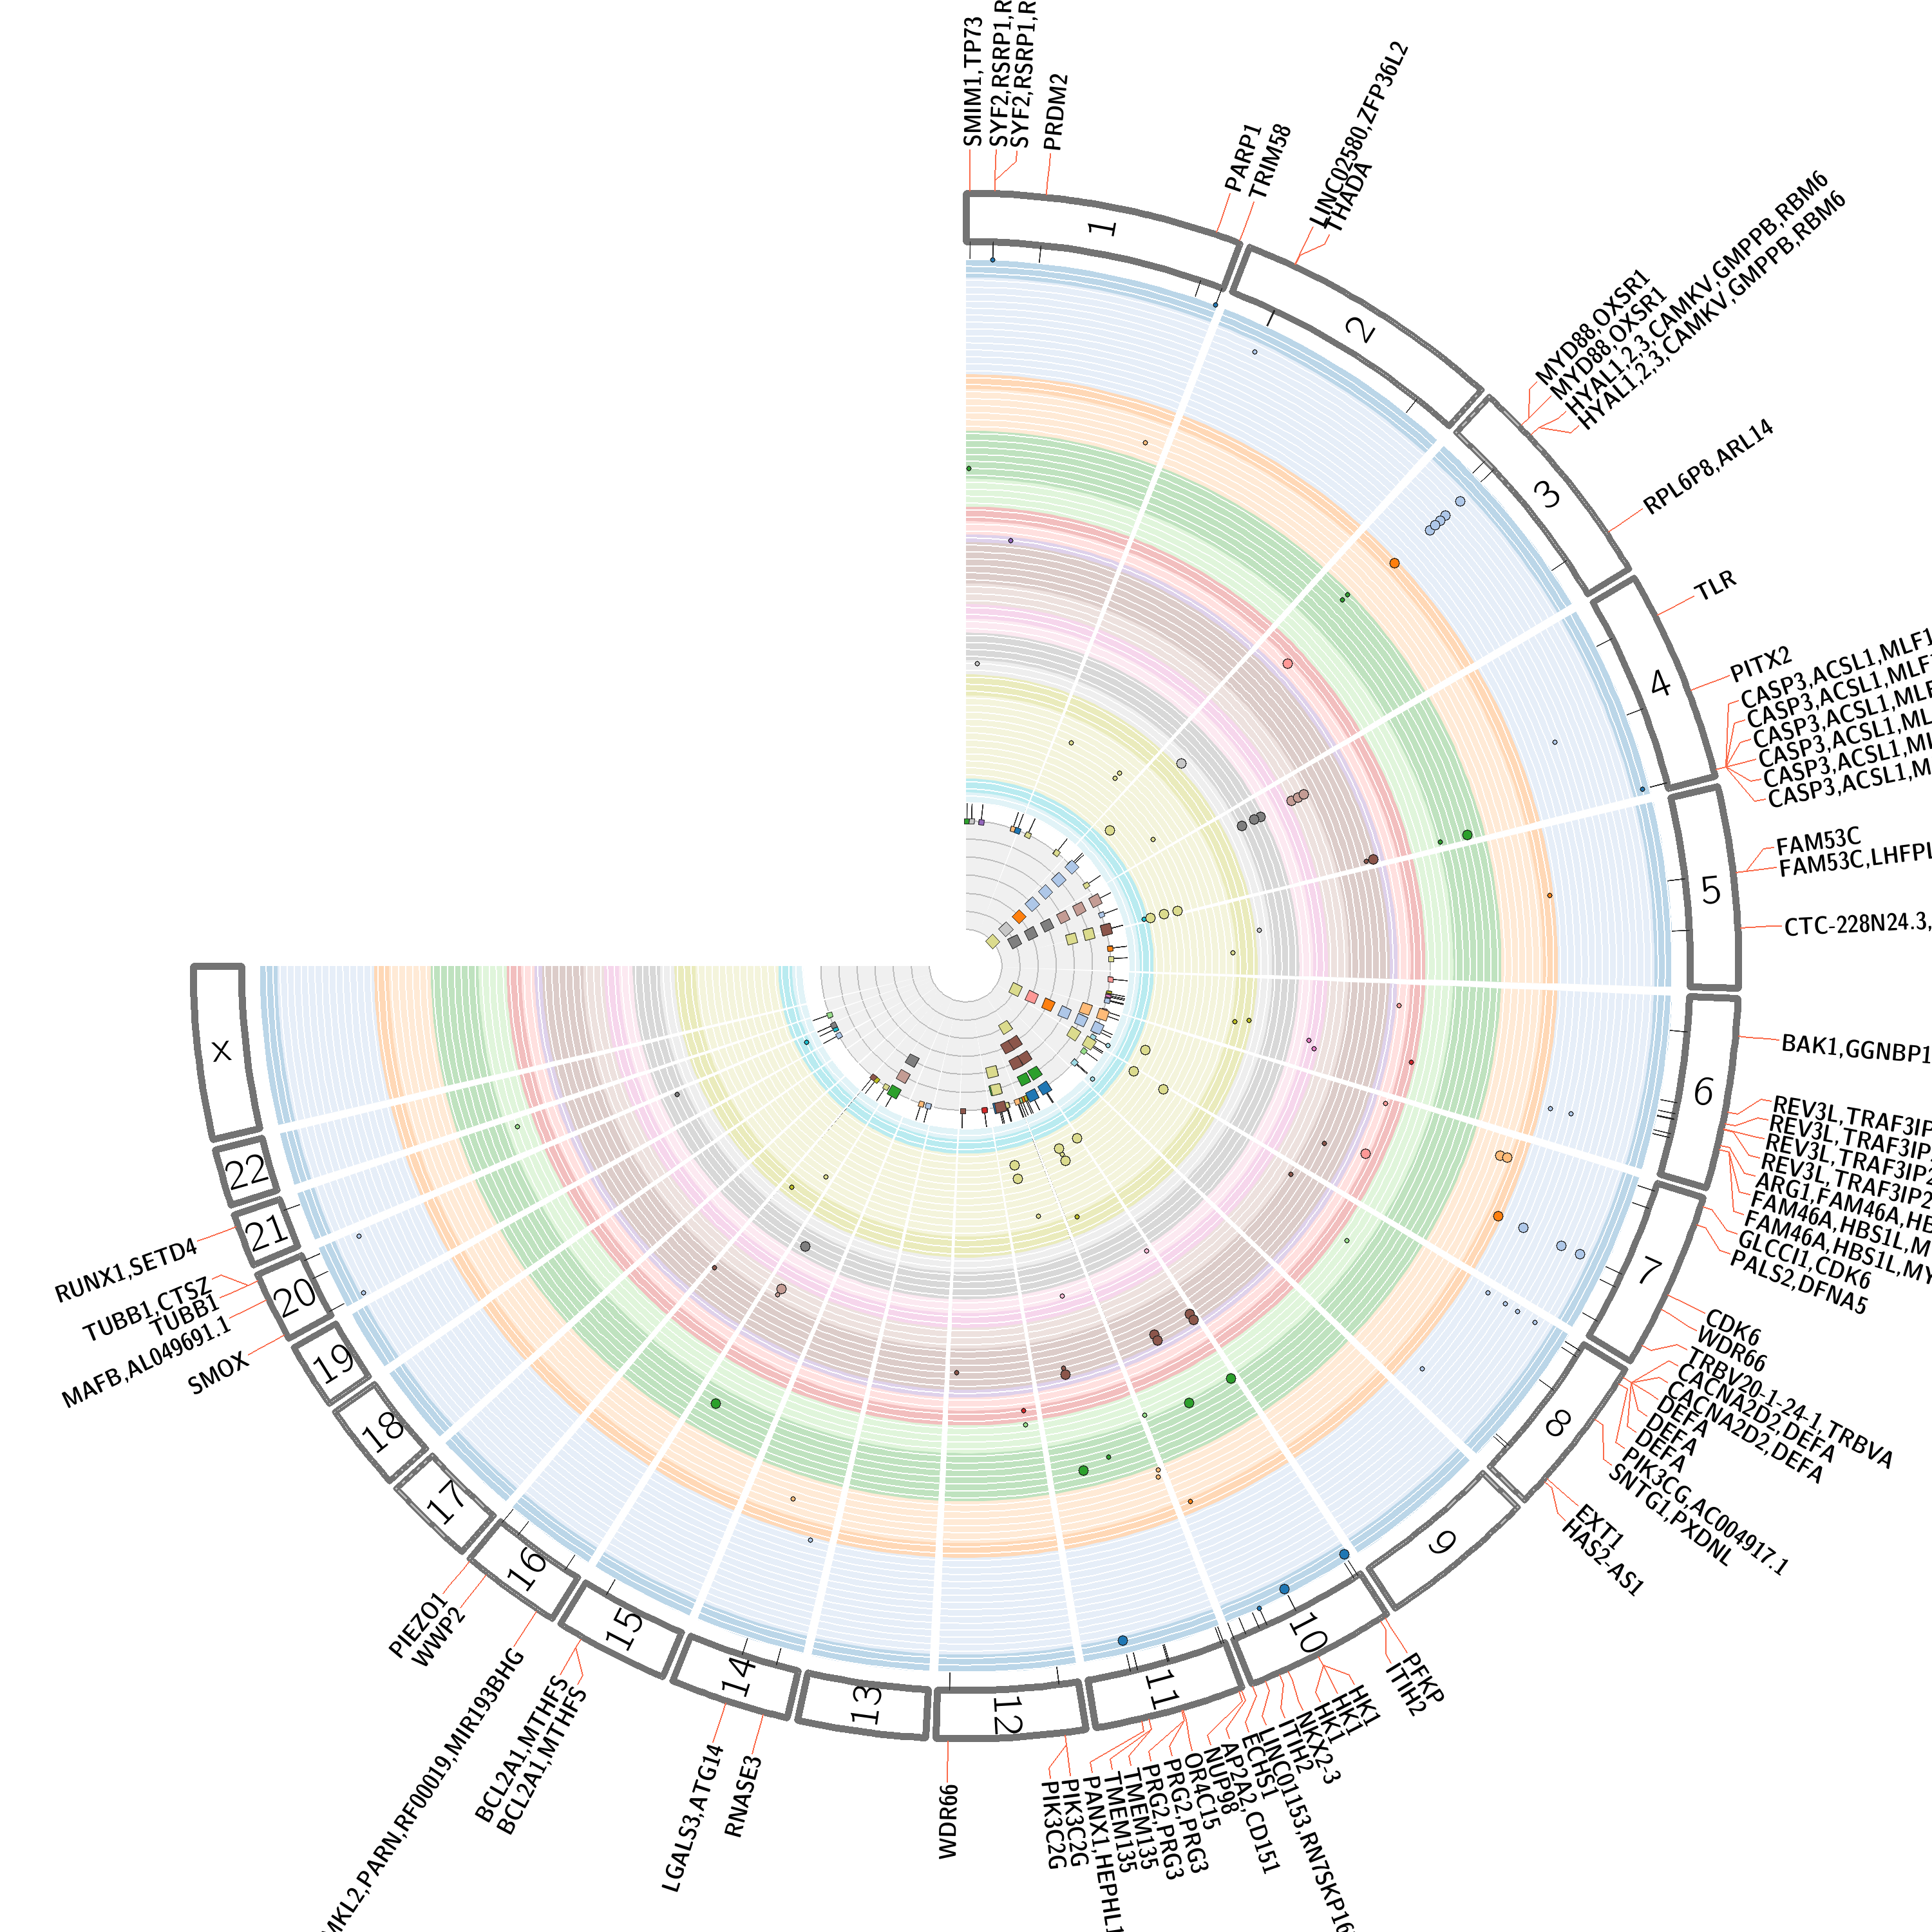 SMIM1,TP73
SYF2,RSRP1,R
SYF2,RSRP1,R
PRDM2
PARP1
TRIM58
LINC02580,ZFP36L2
THADA
MYD88,OXSR1
MYD88,OXSR1
HYAL1,2,3,CAMKV,GMPPB,RBM6
HYAL1,2,3,CAMKV,GMPPB,RBM6
RPL6P8,ARL14
TLR
PITX2
CASP3,ACSL1,MLF1
CASP3,ACSL1,MLF
CASP3,ACSL1,MLF
CASP3,ACSL1,ML
CASP3,ACSL1,ML
CASP3,ACSL1,M
FAM53C
FAM53C,LHFPL
CTC-228N24.3,
BAK1,GGNBP1
REV3L,TRAF3IP
REV3L,TRAF3IP
REV3L,TRAF3IP2
REV3L,TRAF3IP2
ARG1,FAM46A,HB
FAM46A,HBS1L,M
FAM46A,HBS1L,MY
GLCCI1,CDK6
PALS2,DFNA5
CDK6
WDR66
TRBV20-1-24-1,TRBVA
CACNA2D2,DEFA
CACNA2D2,DEFA
DEFA
DEFA
DEFA
PIK3CG,AC004917.1
SNTG1,PXDNL
EXT1
HAS2-AS1
PFKP
ITIH2
HK1
HK1
HK1
NKX2-3
ITIH2
LINC01153,RN7SKP16
ECHS1
AP2A2,CD151
NUP98
OR4C15
PRG2,PRG3
PRG2,PRG3
TMEM135
TMEM135
PANX1,HEPHL1
PIK3C2G
PIK3C2G
WDR66
RNASE3
LGALS3,ATG14
BCL2A1,MTHFS
BCL2A1,MTHFS
MKL2,PARN,RF00019,MIR193BHG
WWP2
PIEZO1
SMOX
MAFB,AL049691.1
TUBB1
TUBB1,CTSZ
RUNX1,SETD4
1
2
3
4
5
6
7
8
9
10
11
12
13
14
15
16
17
18
19
20
21
22
X